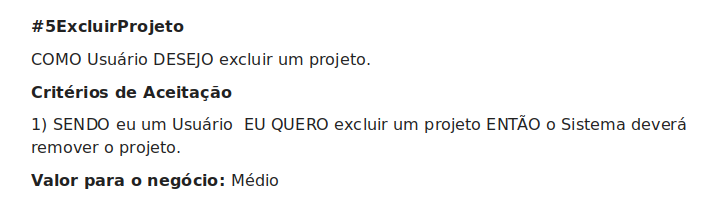 #5ExcluirProjeto
COMO Usuário DESEJO excluir um projeto.
Critérios de Aceitação
1) SENDO eu um Usuário  EU QUERO excluir um projeto ENTÃO o Sistema deverá
remover o projeto.
Valor para o negócio: Médio